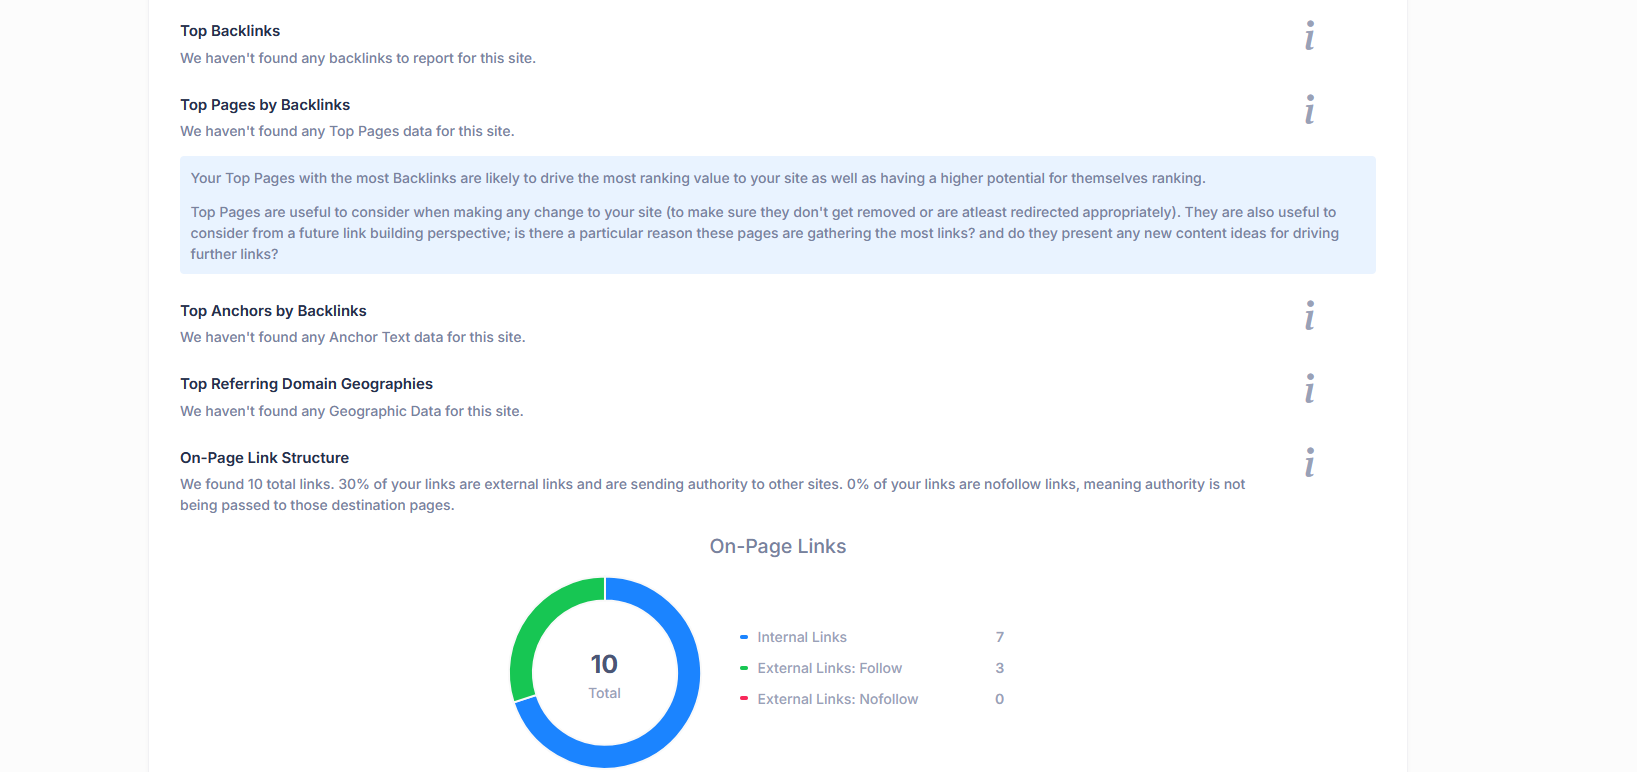 Top Backlinks
i
We haven't found any backlinks to report for this site.
Top Pages by Backlinks
i
We haven't found any Top Pages data for this site.
Your Top Pages with the most Backlinks are likely to drive the most ranking value to your site as well as having a higher potential for themselves ranking.
Top Pages are useful to consider when making any change to your site (to make sure they don't get removed or are atleast redirected appropriately). They are also useful to
consider from a future link building perspective; is there a particular reason these pages are gathering the most links? and do they present any new content ideas for driving
further links?
Top Anchors by Backlinks
i
We haven't found any Anchor Text data for this site.
Top Referring Domain Geographies
i
We haven't found any Geographic Data for this site.
On-Page Link Structure
i
We found 10 total links. 30% of your links are external links and are sending authority to other sites. 0% of your links are nofollow links, meaning authority is not
being passed to those destination pages.
On-Page Links
10
Total
Internal Links 7
External Links: Follow 3
External Links: Nofollow 0